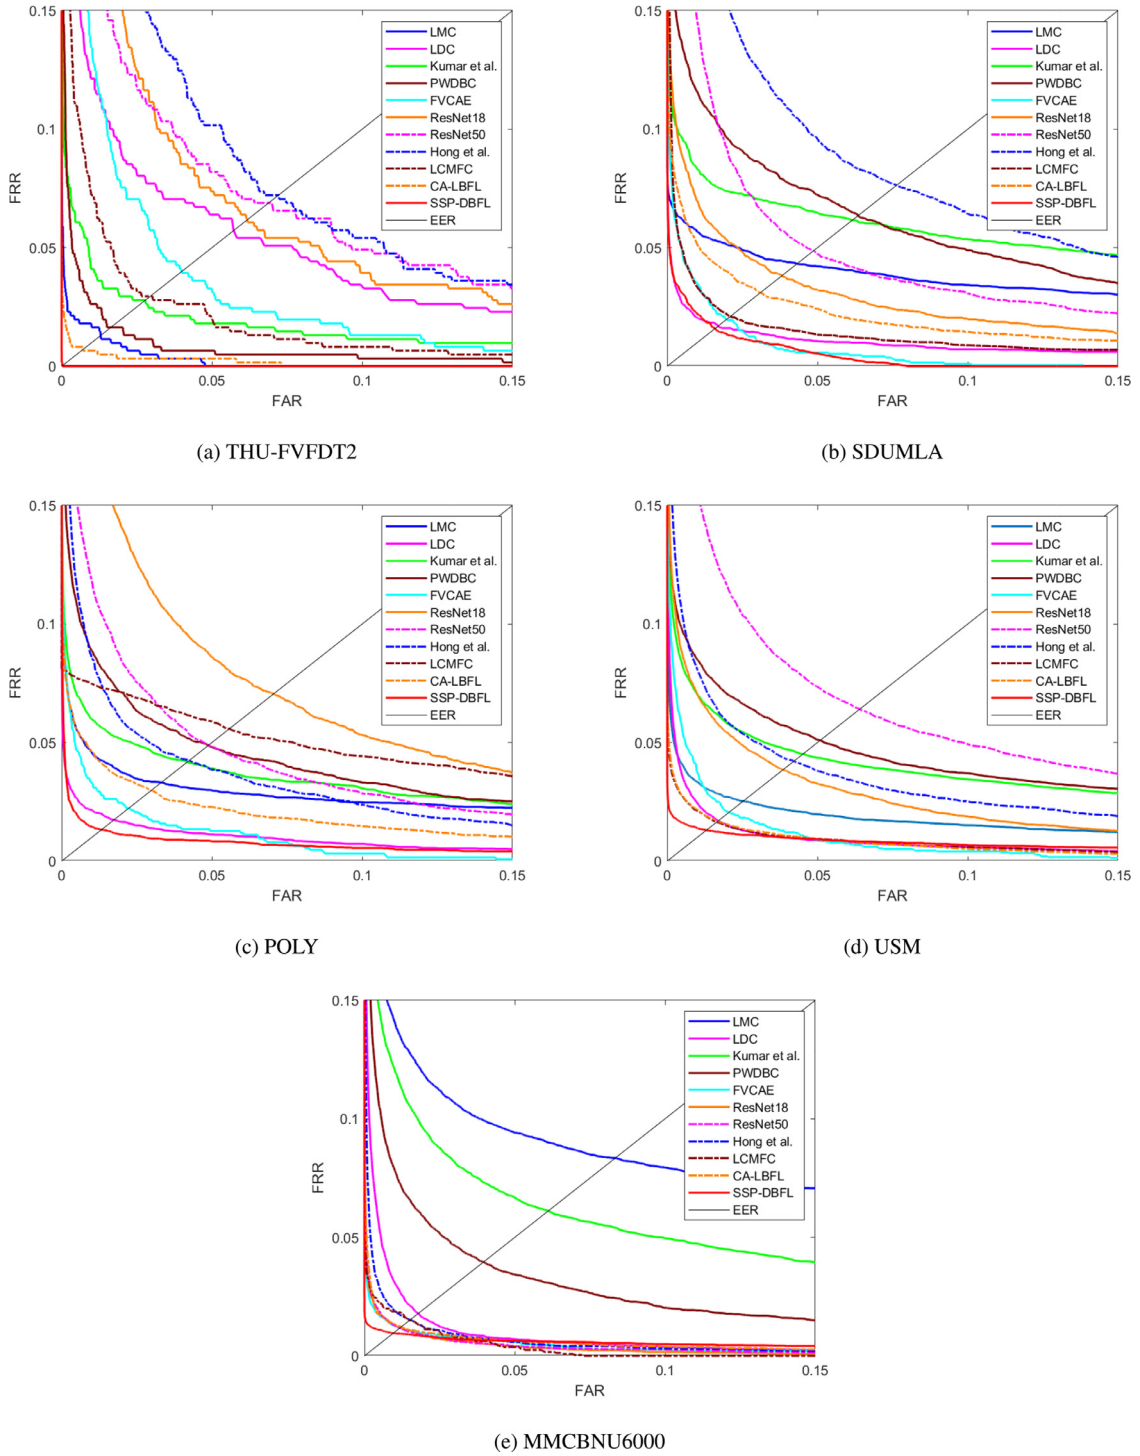 0.15
0.1
0.05
0
FRR
0 0.05 0.1 0.15
FAR
LMC
LDC
Kumar et al.
PWDBC
FVCAE
ResNet18
ResNet50
Hong et al.
LCMFC
CA-LBFL
SSP-DBFL
EER
(a) THU-FVFDT2
0.15
0.1
0.05
0
FRR
0 0.05 0.1 0.15
FAR
LMC
LDC
Kumar et al.
PWDBC
FVCAE
ResNet18
ResNet50
Hong et al.
LCMFC
CA-LBFL
SSP-DBFL
EER
(b) SDUMLA
0.15
0.1
0.05
0
FRR
0 0.05 0.1 0.15
FAR
LMC
LDC
Kumar et al.
PWDBC
FVCAE
ResNet18
ResNet50
Hong et al.
LCMFC
CA-LBFL
SSP-DBFL
EER
(c) POLY
0.15
0.1
0.05
0
FRR
0 0.05 0.1 0.15
FAR
LMC
LDC
Kumar et al.
PWDBC
FVCAE
ResNet18
ResNet50
Hong et al.
LCMFC
CA-LBFL
SSP-DBFL
EER
(d) USM
0.15
0.1
0.05
0
FRR
0 0.05 0.1 0.15
FAR
LMC
LDC
Kumar et al.
PWDBC
FVCAE
ResNet18
ResNet50
Hong et al.
LCMFC
CA-LBFL
SSP-DBFL
EER
(e) MMCBNU6000